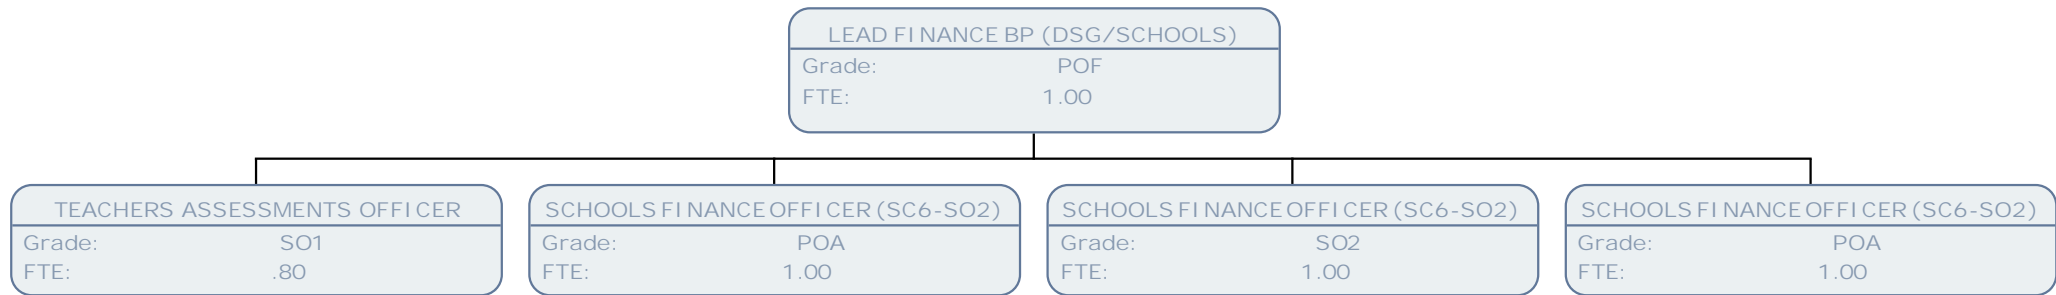 LEAD FINANCE BP (DSG/SCHOOLS)
Grade: POF
FTE: 1.00
TEACHERS ASSESSMENTS OFFICER
Grade: SO1
FTE: .80
SCHOOLS FINANCE OFFICER (SC6-SO2)
Grade: POA
FTE: 1.00
SCHOOLS FINANCE OFFICER (SC6-SO2)
Grade: SO2
FTE: 1.00
SCHOOLS FINANCE OFFICER (SC6-SO2)
Grade: POA
FTE: 1.00